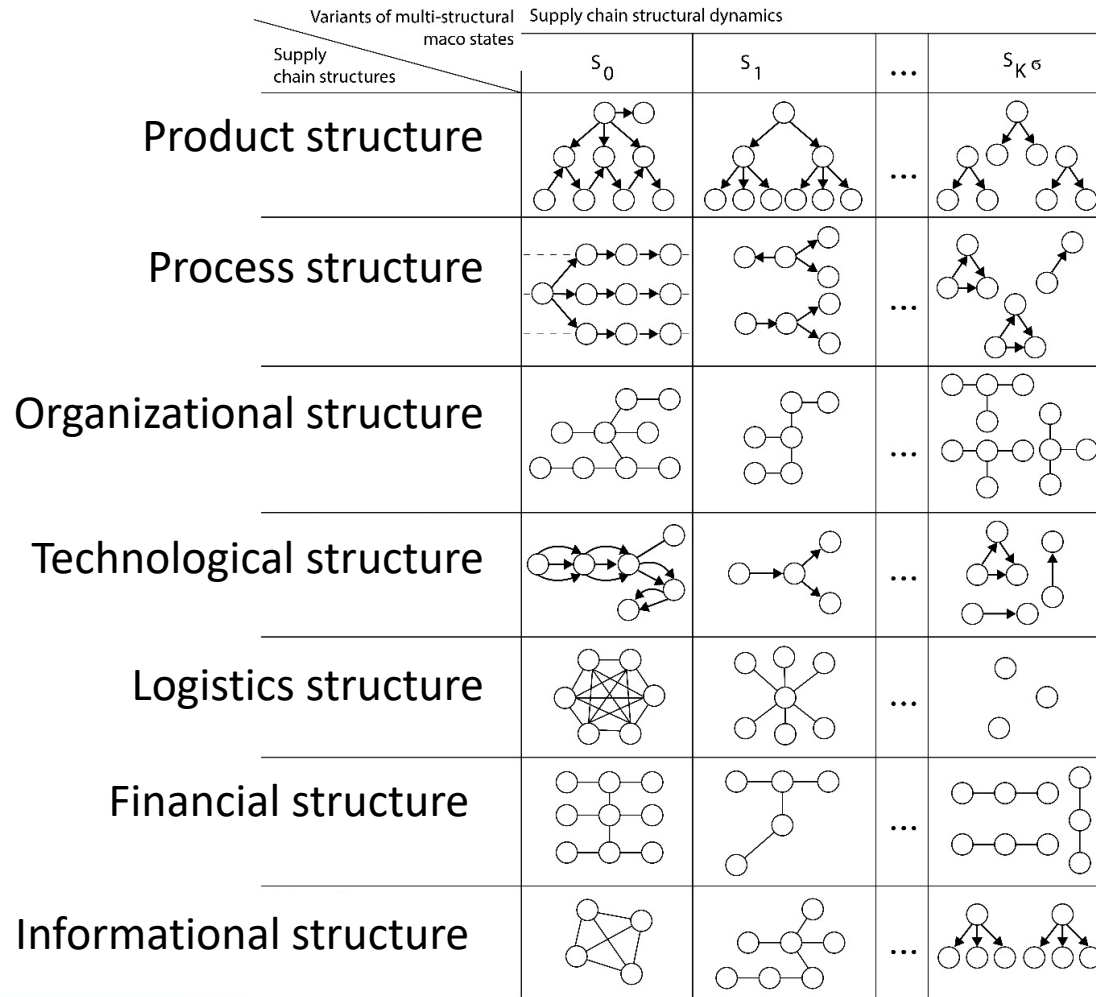 Variants of multi-structural
maco states
Supply chain structural dynamics
Supply
chain structures
S0
S1
...
SK σ
Product structure
...
Process structure
...
Organizational structure
...
Technological structure
...
Logistics structure
...
Financial structure
...
Informational structure
...